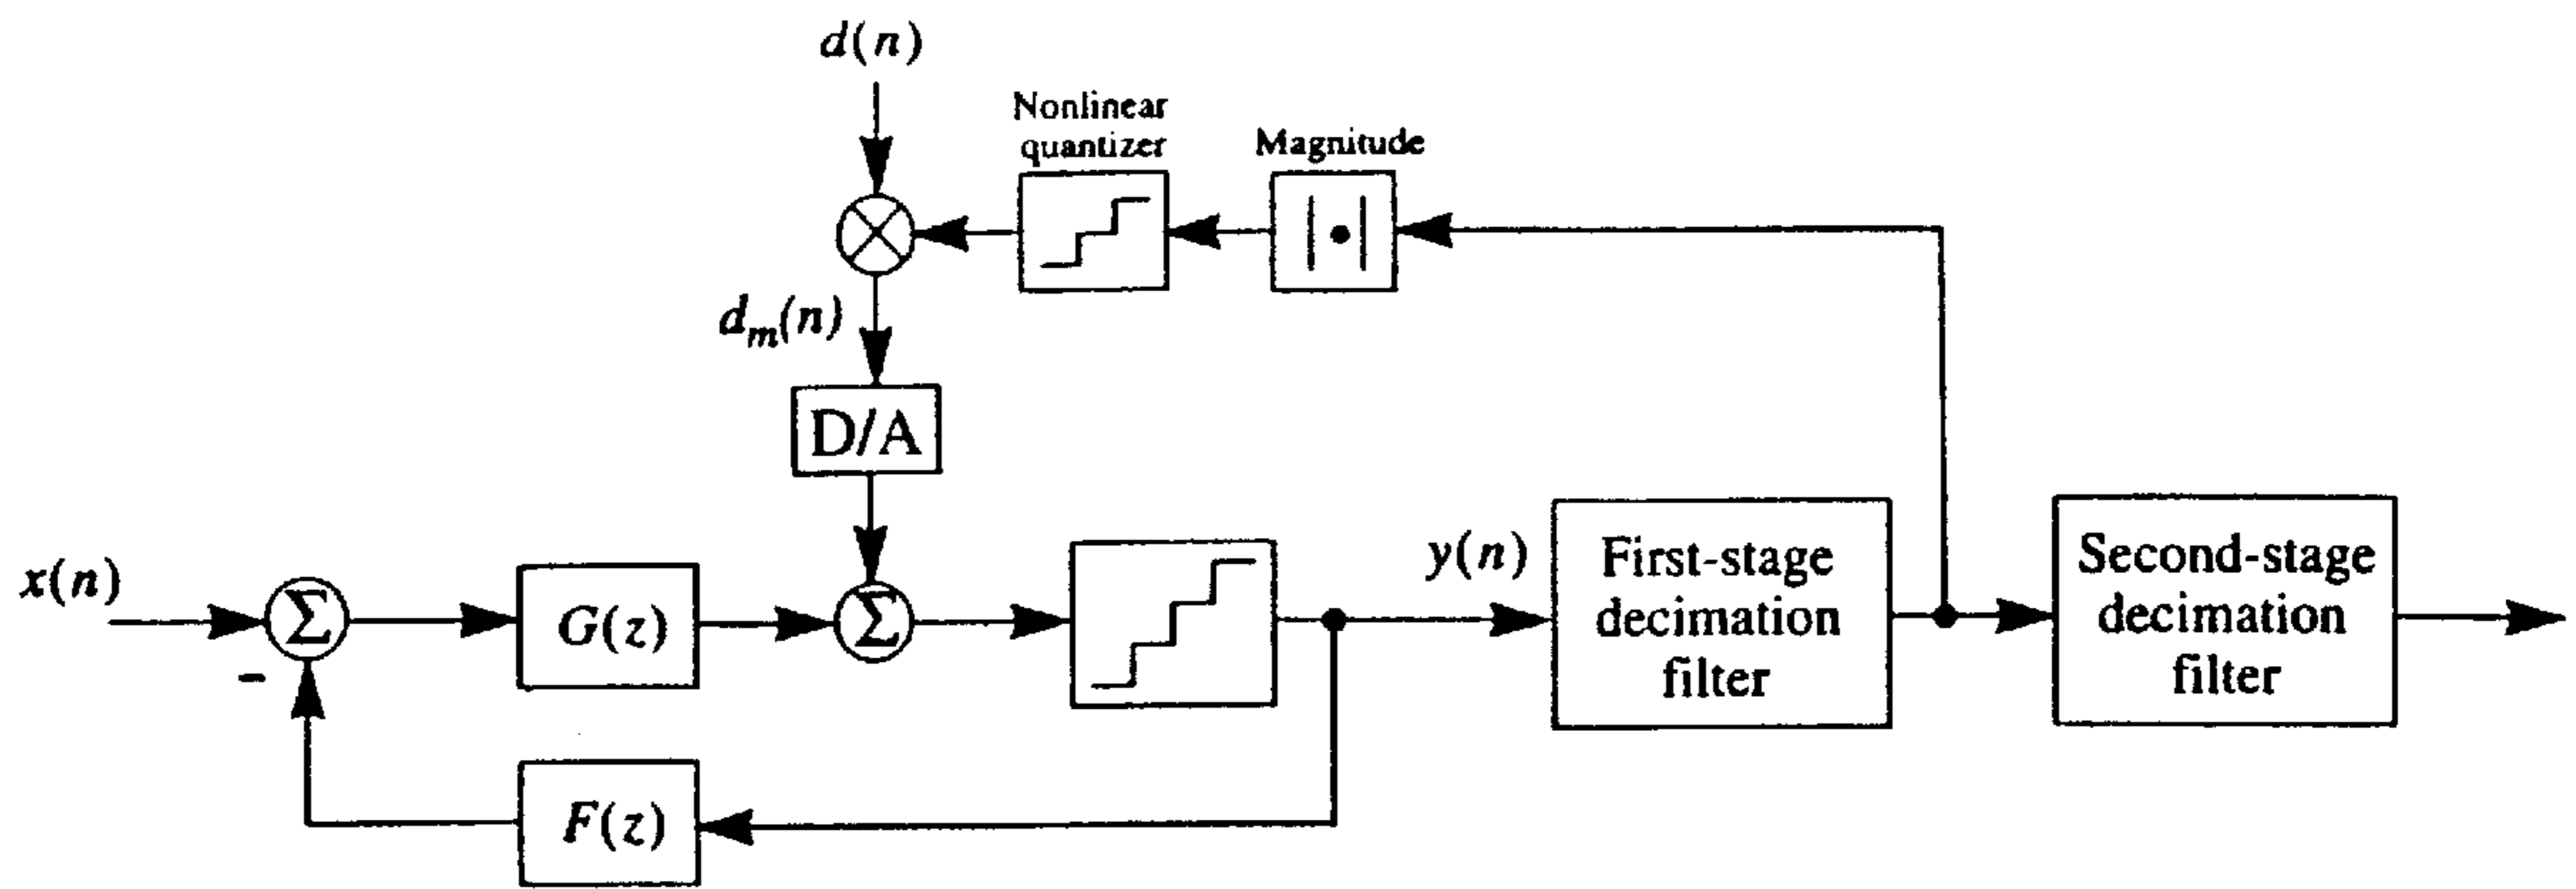 d(n)
Nonlinear
quantizer
Magnitude
| • |
d_m(n)
D/A
x(n)
Σ
-
G(z)
Σ
y(n)
First-stage
decimation
filter
Second-stage
decimation
filter
F(z)